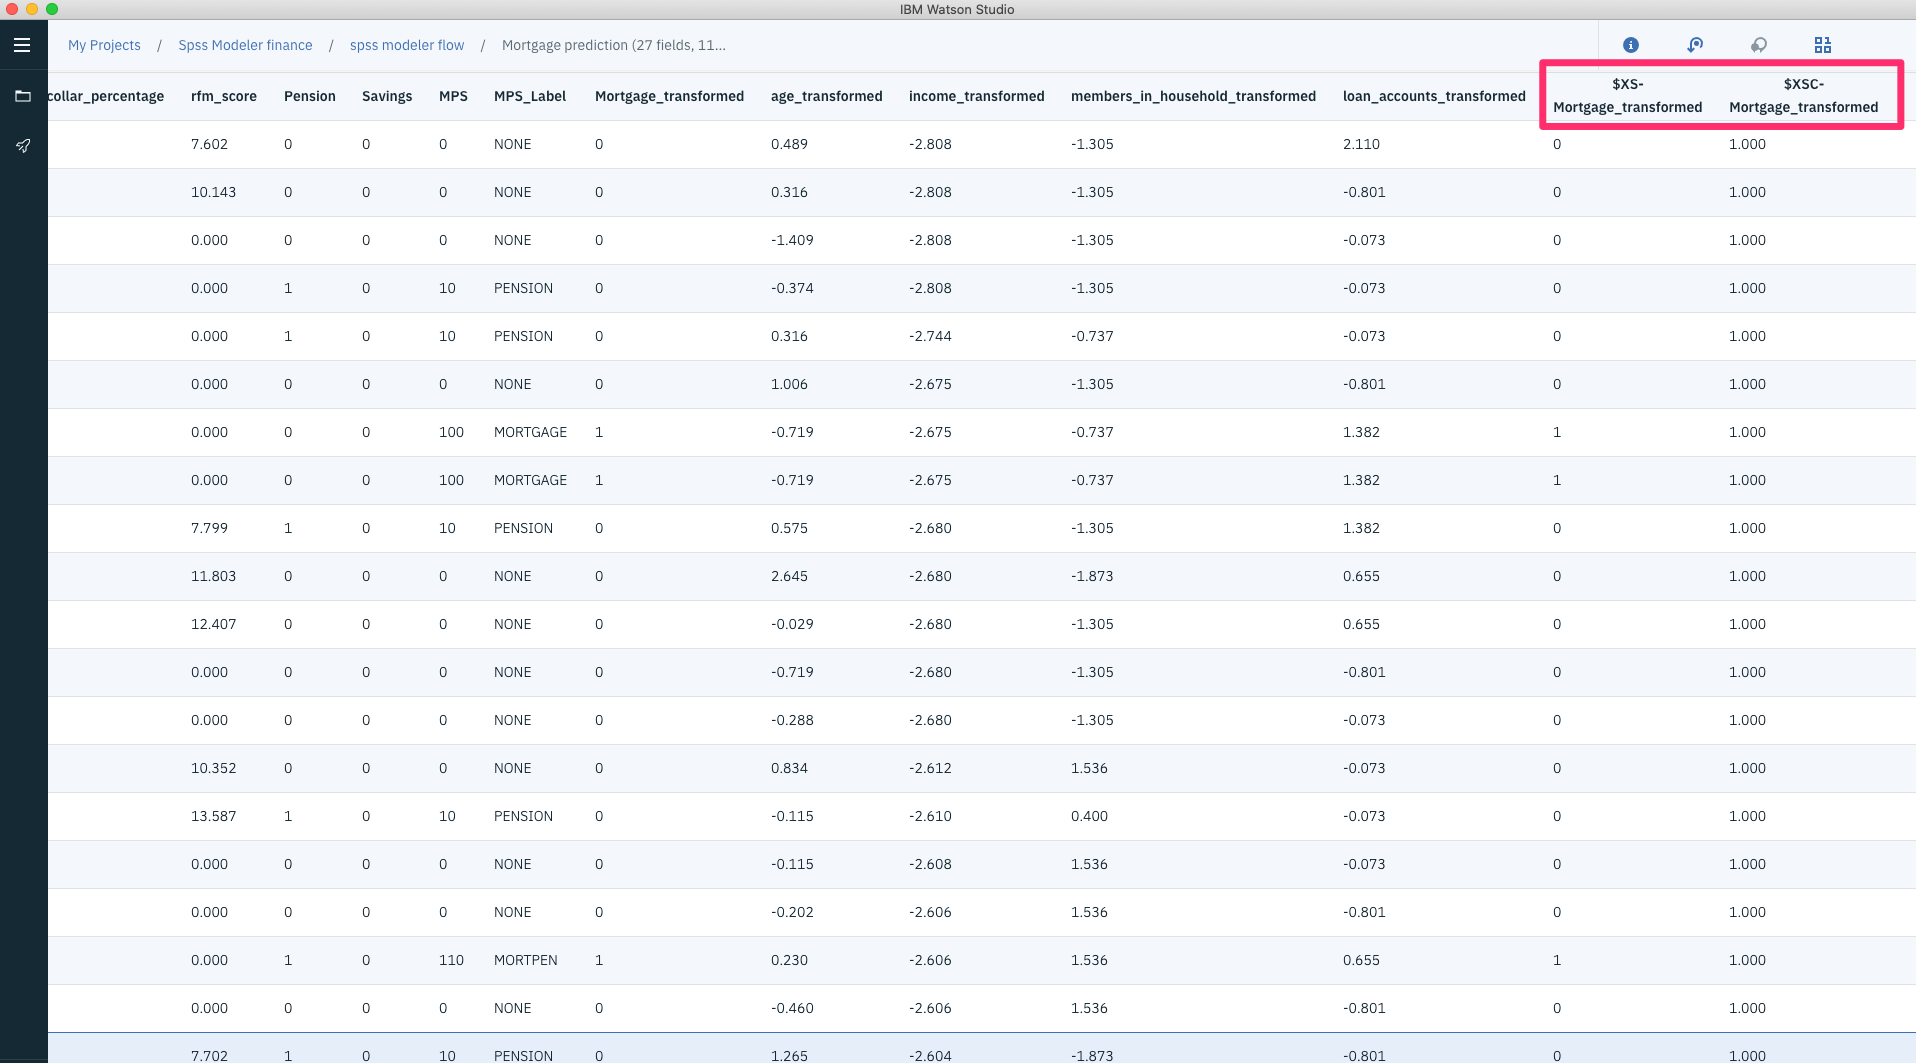 IBM Watson Studio
My Projects / Spss Modeler finance / spss modeler flow / Mortgage prediction (27 fields, 11...
collar_percentage rfm_score Pension Savings MPS MPS_Label Mortgage_transformed age_transformed income_transformed members_in_household_transformed loan_accounts_transformed $XS-Mortgage_transformed $XSC-Mortgage_transformed
7.602 0 0 0 NONE 0 0.489 -2.808 -1.305 2.110 0 1.000
10.143 0 0 0 NONE 0 0.316 -2.808 -1.305 -0.801 0 1.000
0.000 0 0 0 NONE 0 -1.409 -2.808 -1.305 -0.073 0 1.000
0.000 1 0 10 PENSION 0 -0.374 -2.808 -1.305 -0.073 0 1.000
0.000 1 0 10 PENSION 0 0.316 -2.744 -0.737 -0.073 0 1.000
0.000 0 0 0 NONE 0 1.006 -2.675 -1.305 -0.801 0 1.000
0.000 0 0 100 MORTGAGE 1 -0.719 -2.675 -0.737 1.382 1 1.000
0.000 0 0 100 MORTGAGE 1 -0.719 -2.675 -0.737 1.382 1 1.000
7.799 1 0 10 PENSION 0 0.575 -2.680 -1.305 1.382 0 1.000
11.803 0 0 0 NONE 0 2.645 -2.680 -1.873 0.655 0 1.000
12.407 0 0 0 NONE 0 -0.029 -2.680 -1.305 0.655 0 1.000
0.000 0 0 0 NONE 0 -0.719 -2.680 -1.305 -0.801 0 1.000
0.000 0 0 0 NONE 0 -0.288 -2.680 -1.305 -0.073 0 1.000
10.352 0 0 0 NONE 0 0.834 -2.612 1.536 -0.073 0 1.000
13.587 1 0 10 PENSION 0 -0.115 -2.610 0.400 -0.073 0 1.000
0.000 0 0 0 NONE 0 -0.115 -2.608 1.536 -0.073 0 1.000
0.000 0 0 0 NONE 0 -0.202 -2.606 1.536 -0.801 0 1.000
0.000 1 0 110 MORTPEN 1 0.230 -2.606 1.536 0.655 1 1.000
0.000 0 0 0 NONE 0 -0.460 -2.606 1.536 -0.801 0 1.000
7.702 1 0 10 PENSION 0 1.265 -2.604 -1.873 -0.801 0 1.000